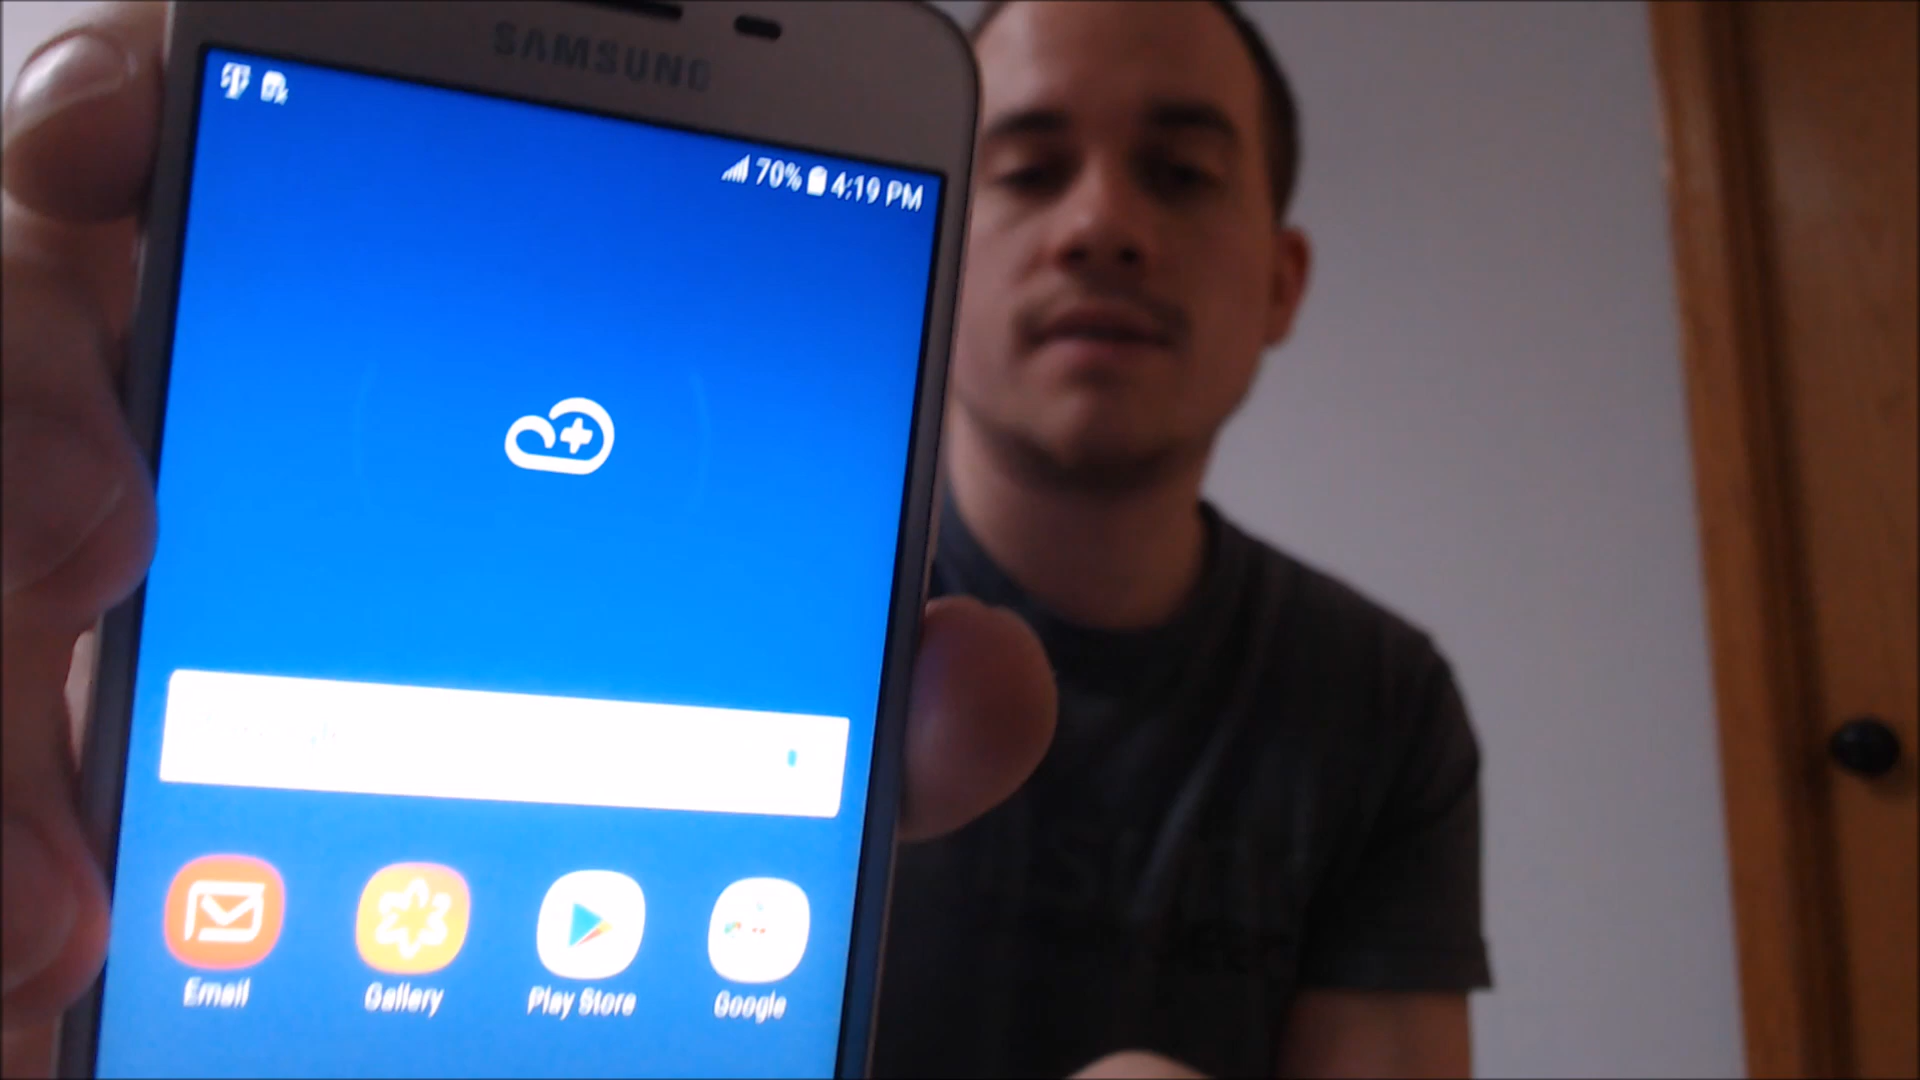 SAMSUNG
70% 4:19 PM
Email
Gallery
Play Store
Google